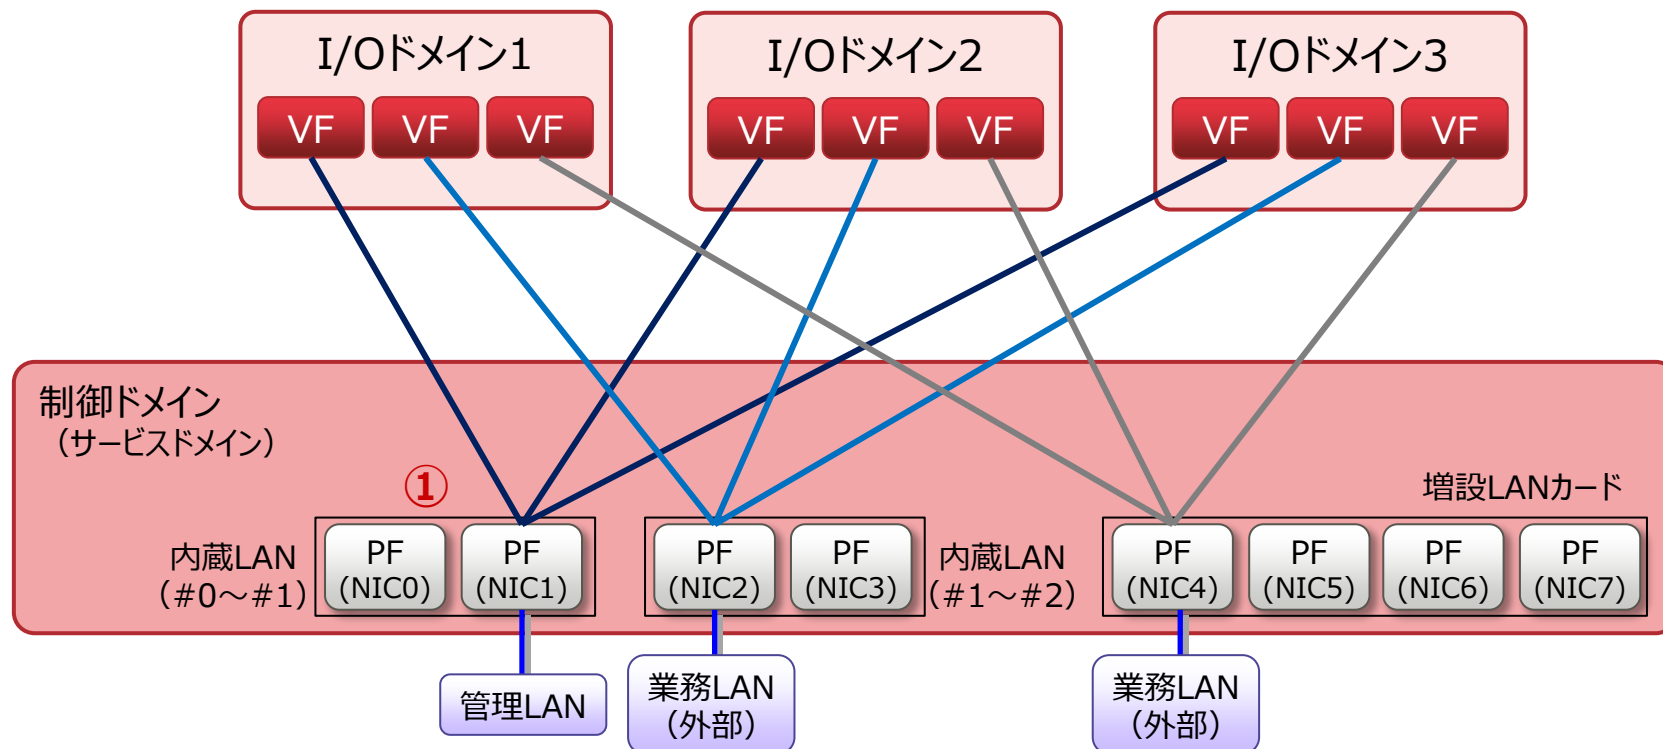 I/Oドメイン1
I/Oドメイン2
I/Oドメイン3
VF
VF
VF
VF
VF
VF
VF
VF
VF
制御ドメイン
（サービスドメイン）
①
増設LANカード
内蔵LAN
（#0～#1）
PF
(NIC0)
PF
(NIC1)
PF
(NIC2)
PF
(NIC3)
内蔵LAN
（#1～#2）
PF
(NIC4)
PF
(NIC5)
PF
(NIC6)
PF
(NIC7)
管理LAN
業務LAN
（外部）
業務LAN
（外部）